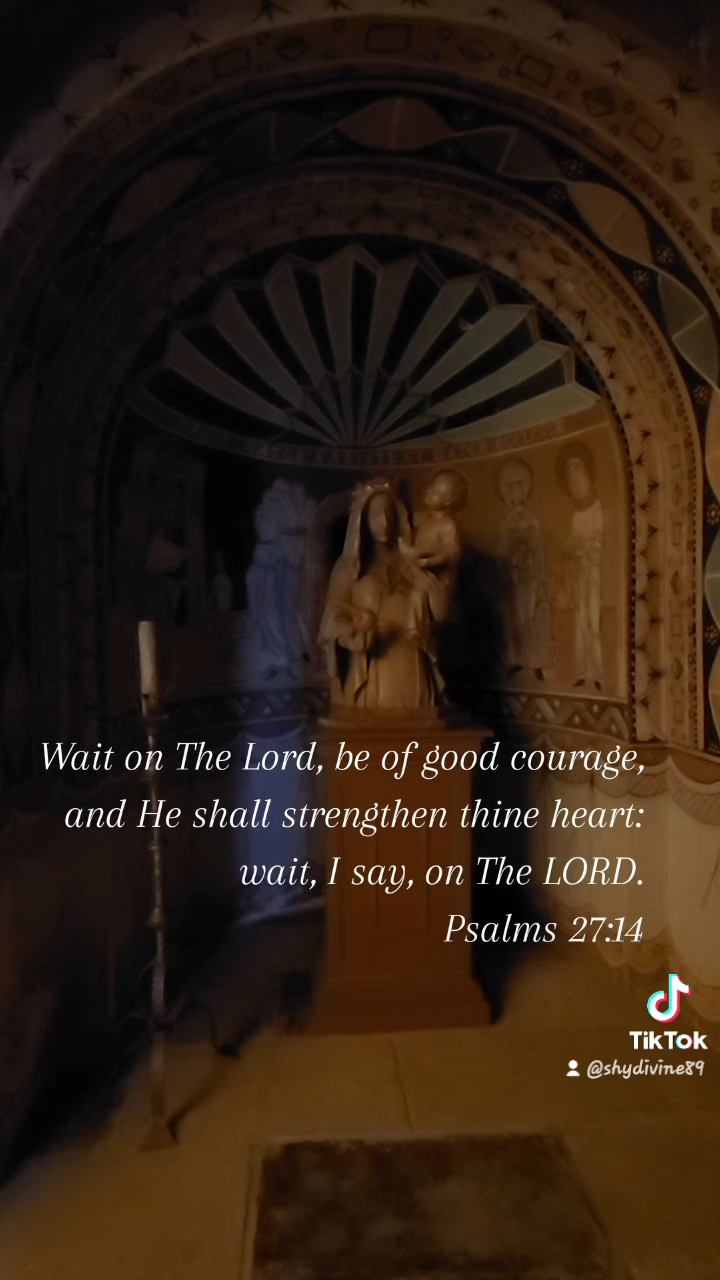 Wait on The Lord, be of good courage,
and He shall strengthen thine heart:
wait, I say, on The LORD.
Psalms 27:14
TikTok
@shydivine89